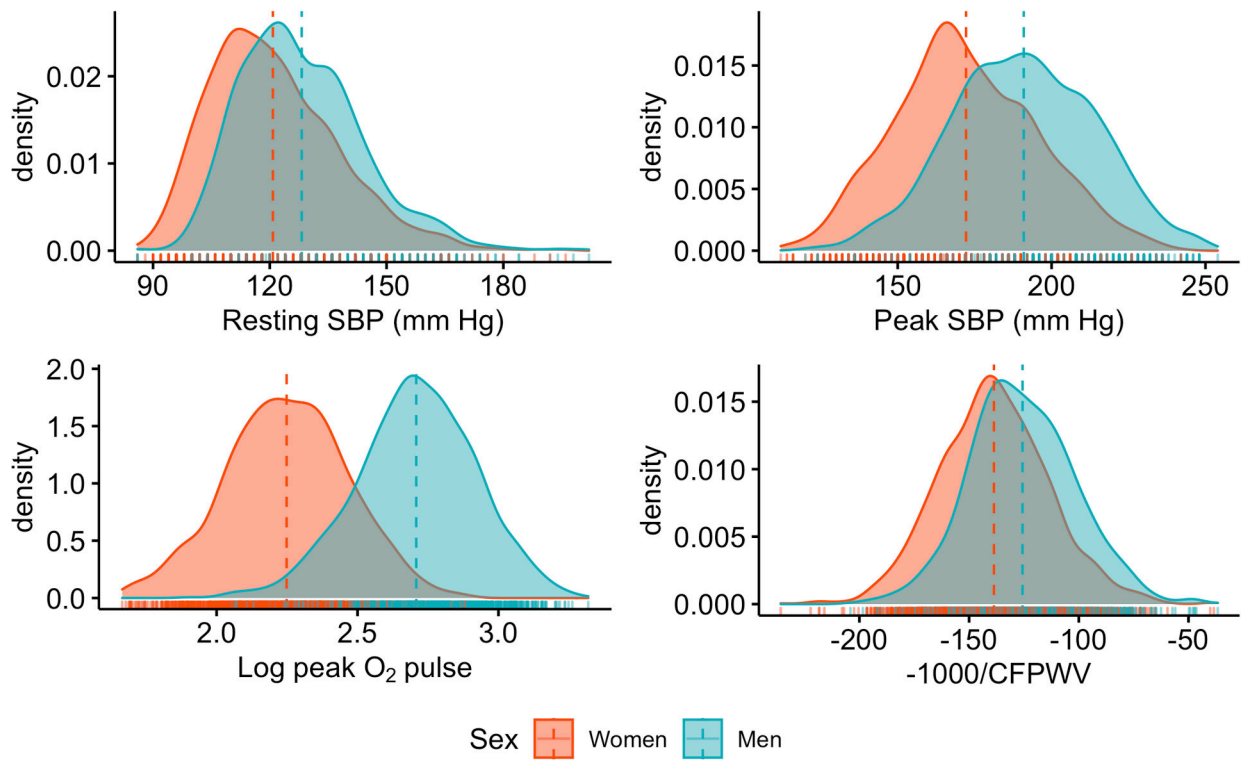 density
0.02
0.01
0.00
90 120 150 180
Resting SBP (mm Hg)
density
0.015
0.010
0.005
0.000
150 200 250
Peak SBP (mm Hg)
density
2.0
1.5
1.0
0.5
0.0
2.0 2.5 3.0
Log peak O₂ pulse
density
0.015
0.010
0.005
0.000
-200 -150 -100 -50
-1000/CFPWV
Sex Women Men